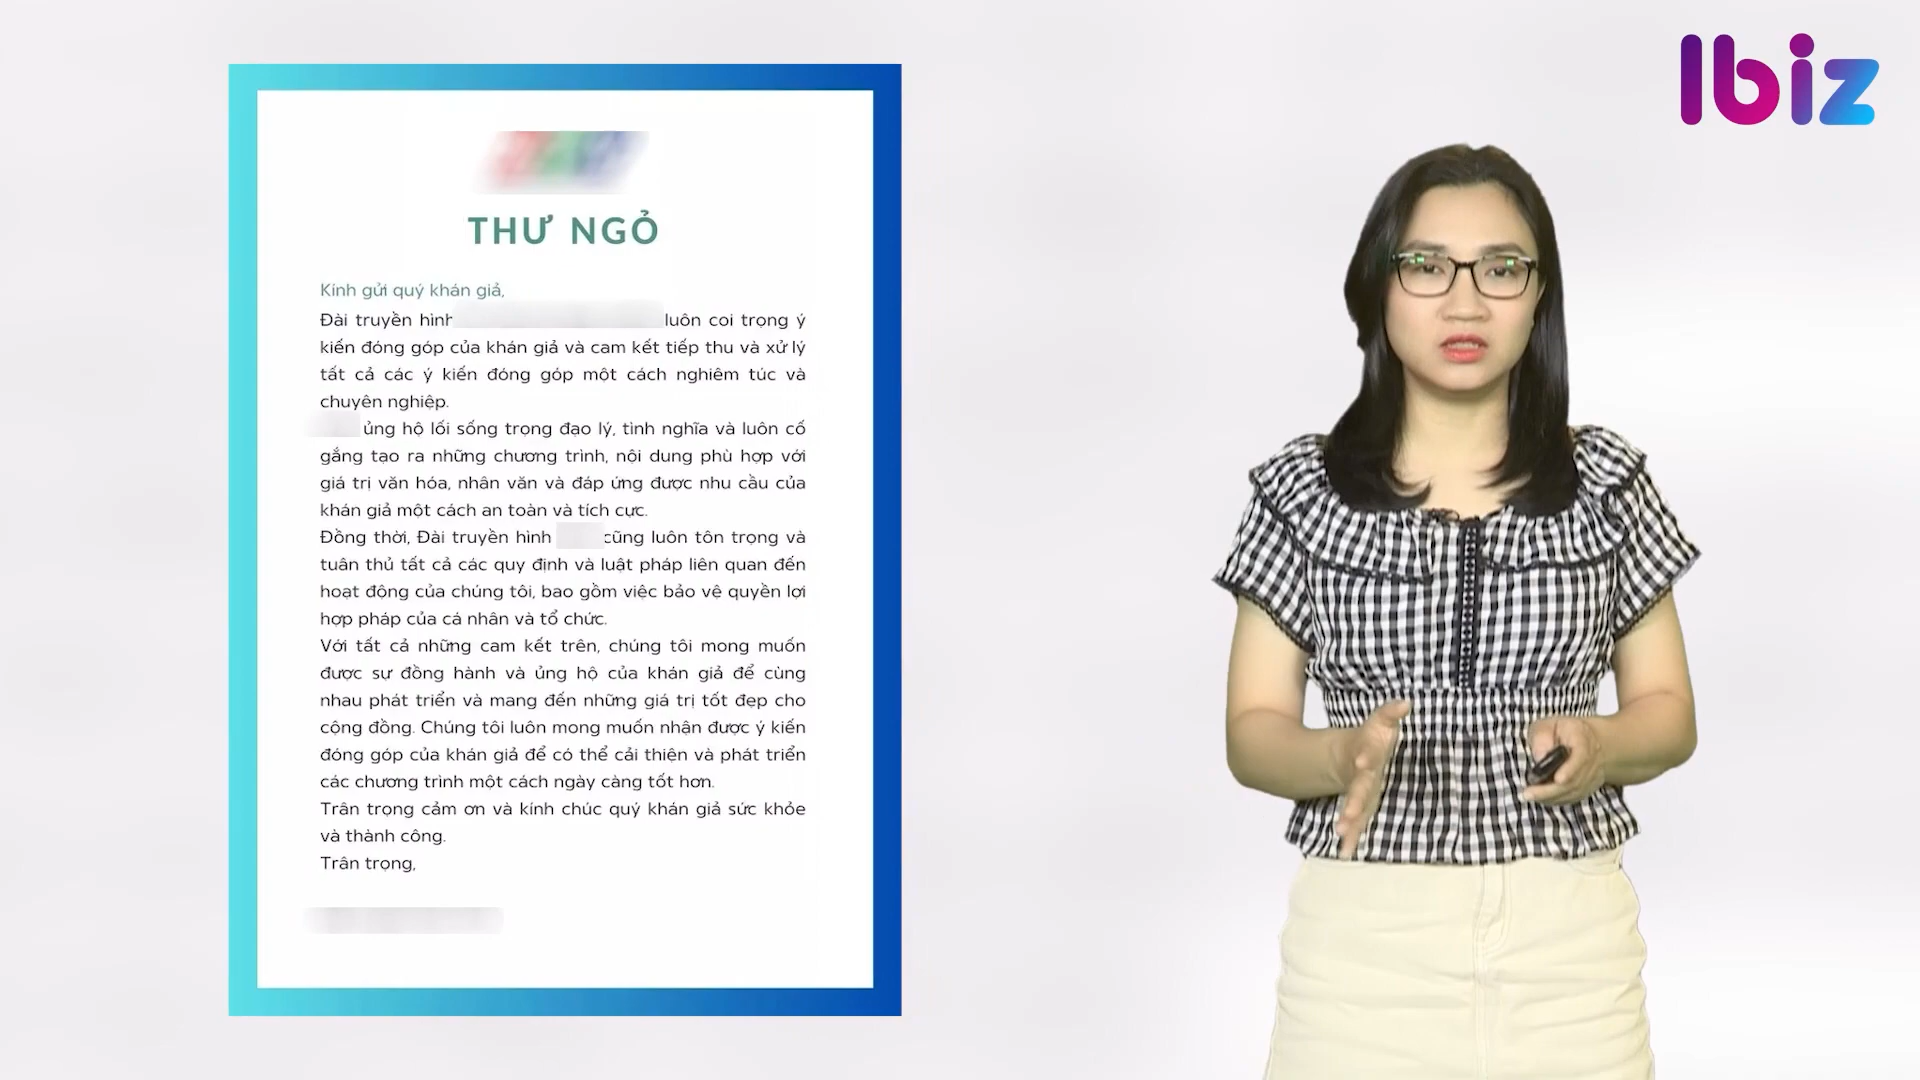 Ibiz
THƯ NGỎ
Kính gửi quý khán giả,
Đài truyền hình luôn coi trọng ý
kiến đóng góp của khán giả và cam kết tiếp thu và xử lý
tất cả các ý kiến đóng góp một cách nghiêm túc và
chuyên nghiệp.
ủng hộ lối sống trọng đạo lý, tình nghĩa và luôn cố
gắng tạo ra những chương trình, nội dung phù hợp với
giá trị văn hóa, nhân văn và đáp ứng được nhu cầu của
khán giả một cách an toàn và tích cực.
Đồng thời, Đài truyền hình cũng luôn tôn trọng và
tuân thủ tất cả các quy định và luật pháp liên quan đến
hoạt động của chúng tôi, bao gồm việc bảo vệ quyền lợi
hợp pháp của cá nhân và tổ chức.
Với tất cả những cam kết trên, chúng tôi mong muốn
được sự đồng hành và ủng hộ của khán giả để cùng
nhau phát triển và mang đến những giá trị tốt đẹp cho
cộng đồng. Chúng tôi luôn mong muốn nhận được ý kiến
đóng góp của khán giả để có thể cải thiện và phát triển
các chương trình một cách ngày càng tốt hơn.
Trân trọng cảm ơn và kính chúc quý khán giả sức khỏe
và thành công.
Trân trọng,